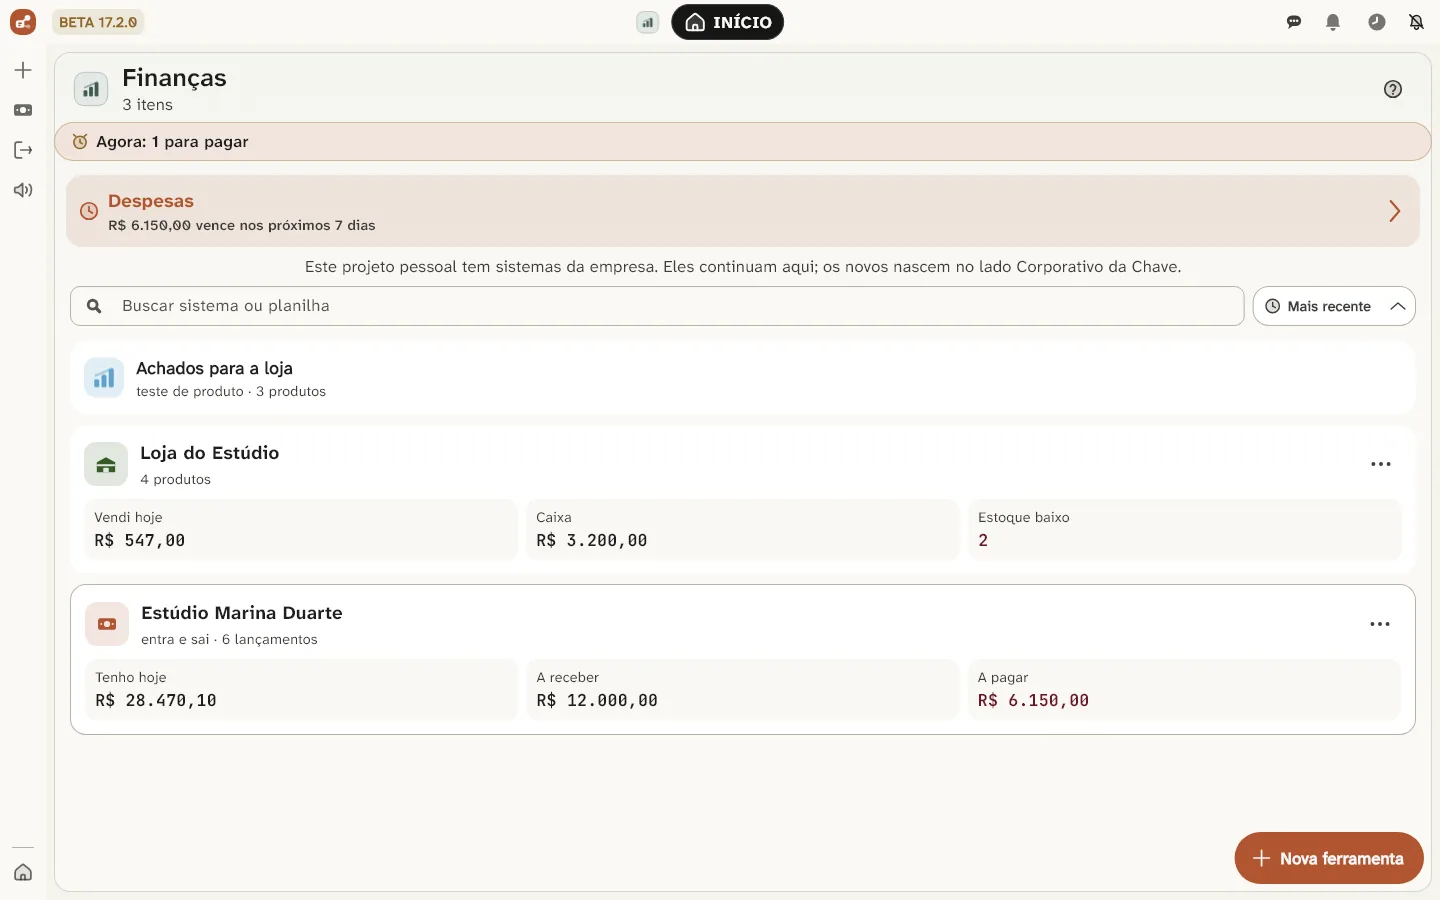 BETA 17.2.0
INÍCIO
Finanças
3 itens
Agora: 1 para pagar
Despesas
R$ 6.150,00 vence nos próximos 7 dias
Este projeto pessoal tem sistemas da empresa. Eles continuam aqui; os novos nascem no lado Corporativo da Chave.
Buscar sistema ou planilha
Mais recente
Achados para a loja
teste de produto · 3 produtos
Loja do Estúdio
4 produtos
Vendi hoje
R$ 547,00
Caixa
R$ 3.200,00
Estoque baixo
2
Estúdio Marina Duarte
entra e sai · 6 lançamentos
Tenho hoje
R$ 28.470,10
A receber
R$ 12.000,00
A pagar
R$ 6.150,00
Nova ferramenta